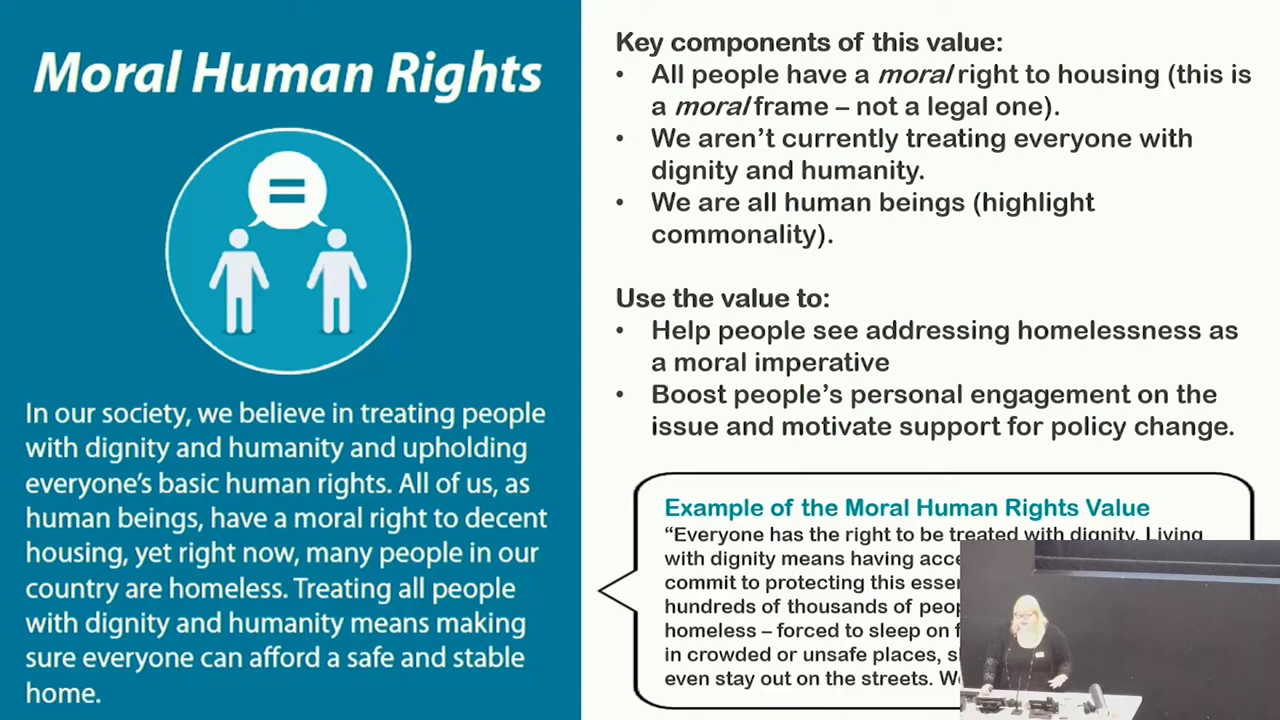 Moral Human Rights
=
In our society, we believe in treating people
with dignity and humanity and upholding
everyone's basic human rights. All of us, as
human beings, have a moral right to decent
housing, yet right now, many people in our
country are homeless. Treating all people
with dignity and humanity means making
sure everyone can afford a safe and stable
home.
Key components of this value:
• All people have a moral right to housing (this is
a moral frame – not a legal one).
• We aren't currently treating everyone with
dignity and humanity.
• We are all human beings (highlight
commonality).
Use the value to:
• Help people see addressing homelessness as
a moral imperative
• Boost people's personal engagement on the
issue and motivate support for policy change.
Example of the Moral Human Rights Value
“Everyone has the right to be treated with dignity. Living
with dignity means having
commit to protecting this
hundreds of thousands of
homeless – forced to sleep on
in crowded or unsafe places,
even stay out on the streets.